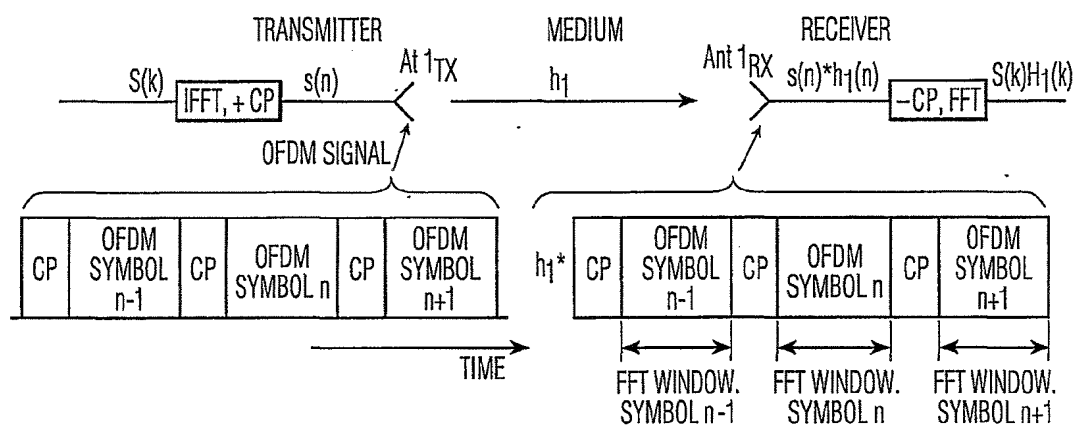 TRANSMITTER MEDIUM RECEIVER
S(k) IFFT, + CP s(n) At 1TX h1 Ant 1RX s(n)*h1(n) –CP, FFT S(k)H1(k)
OFDM SIGNAL
CP OFDM SYMBOL n-1 CP OFDM SYMBOL n CP OFDM SYMBOL n+1
h1* CP OFDM SYMBOL n-1 CP OFDM SYMBOL n CP OFDM SYMBOL n+1
TIME
FFT WINDOW. FFT WINDOW. FFT WINDOW.
SYMBOL n-1 SYMBOL n SYMBOL n+1